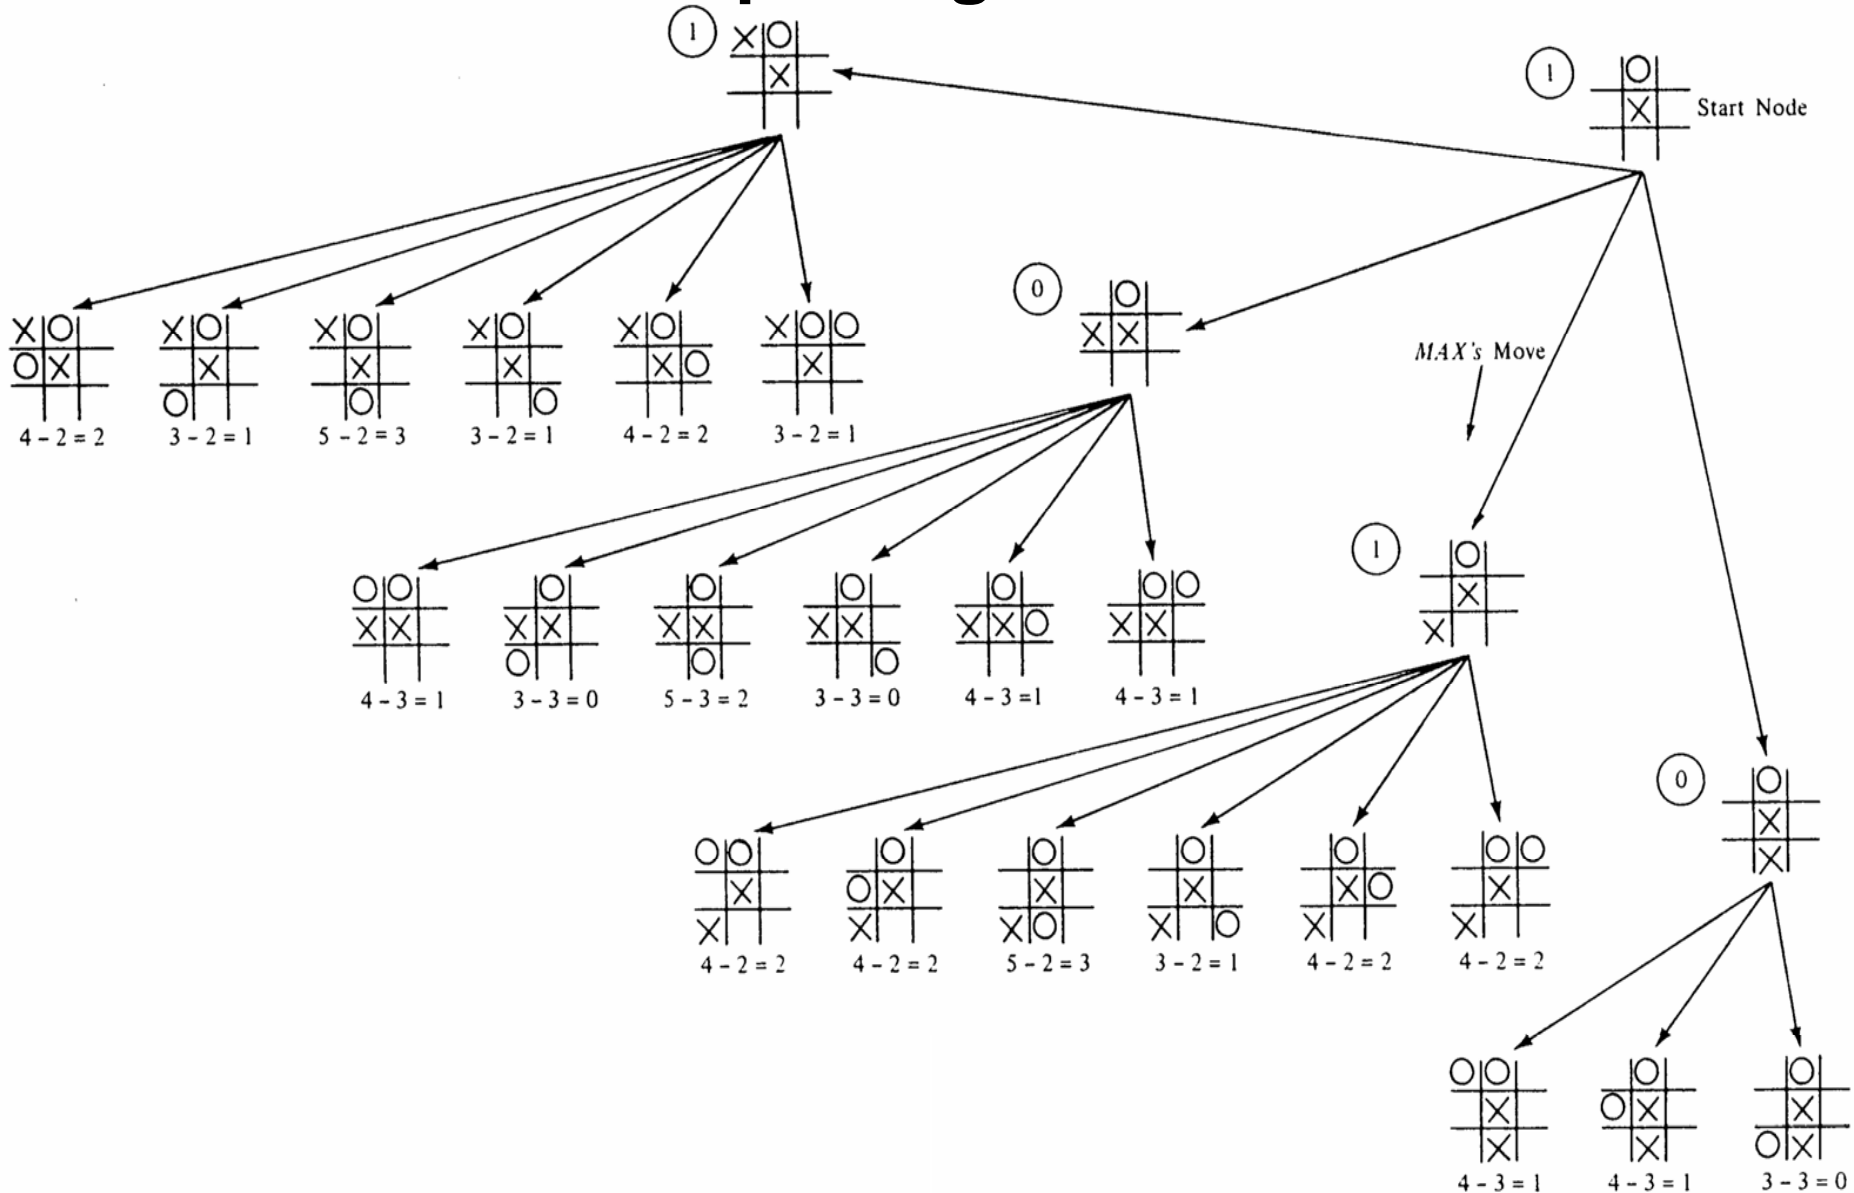 1
X O
X
1
O
X
Start Node
X O
O X
4 – 2 = 2
X O
X
O
3 – 2 = 1
X O
X
O
5 – 2 = 3
X O
X
O
3 – 2 = 1
X O
X O
4 – 2 = 2
X O O
X
3 – 2 = 1
0
O
X X
MAX's Move
O O
X X
4 – 3 = 1
O
X X
O
3 – 3 = 0
O
X X
O
5 – 3 = 2
O
X X
O
3 – 3 = 0
O
X X O
4 – 3 = 1
O O
X X
4 – 3 = 1
1
O
X
X
O O
X
X
4 – 2 = 2
O
O X
X
4 – 2 = 2
O
X
X O
5 – 2 = 3
O
X
X O
3 – 2 = 1
O
X O
X
4 – 2 = 2
O O
X
X
4 – 2 = 2
0
O
X
X
O O
X
X
4 – 3 = 1
O
O X
X
4 – 3 = 1
O
X
O X
3 – 3 = 0